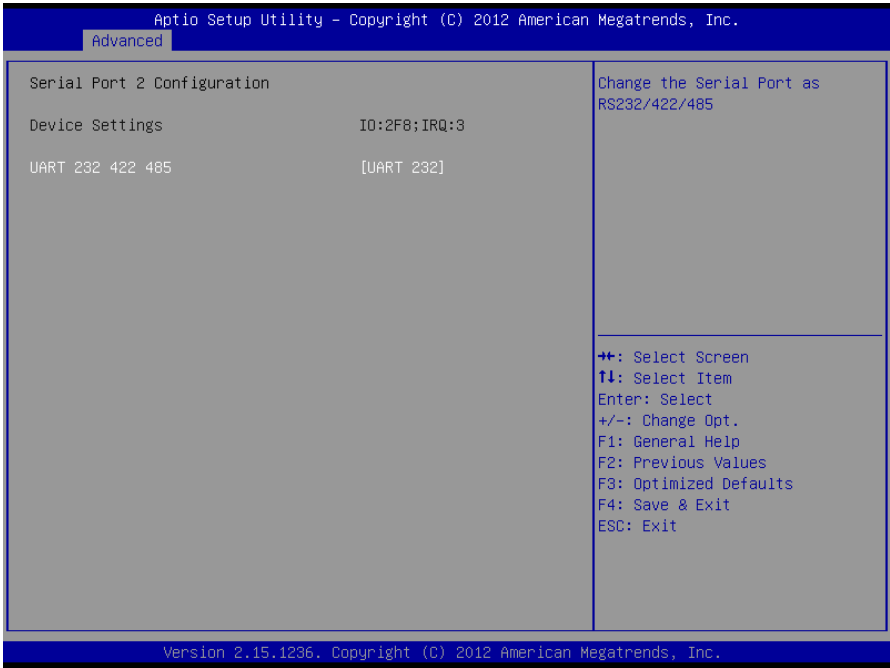 Aptio Setup Utility – Copyright (C) 2012 American Megatrends, Inc.
Advanced
Serial Port 2 Configuration
Device Settings IO:2F8;IRQ:3
UART 232 422 485 [UART 232]
Change the Serial Port as
RS232/422/485
→←: Select Screen
↑↓: Select Item
Enter: Select
+/-: Change Opt.
F1: General Help
F2: Previous Values
F3: Optimized Defaults
F4: Save & Exit
ESC: Exit
Version 2.15.1236. Copyright (C) 2012 American Megatrends, Inc.